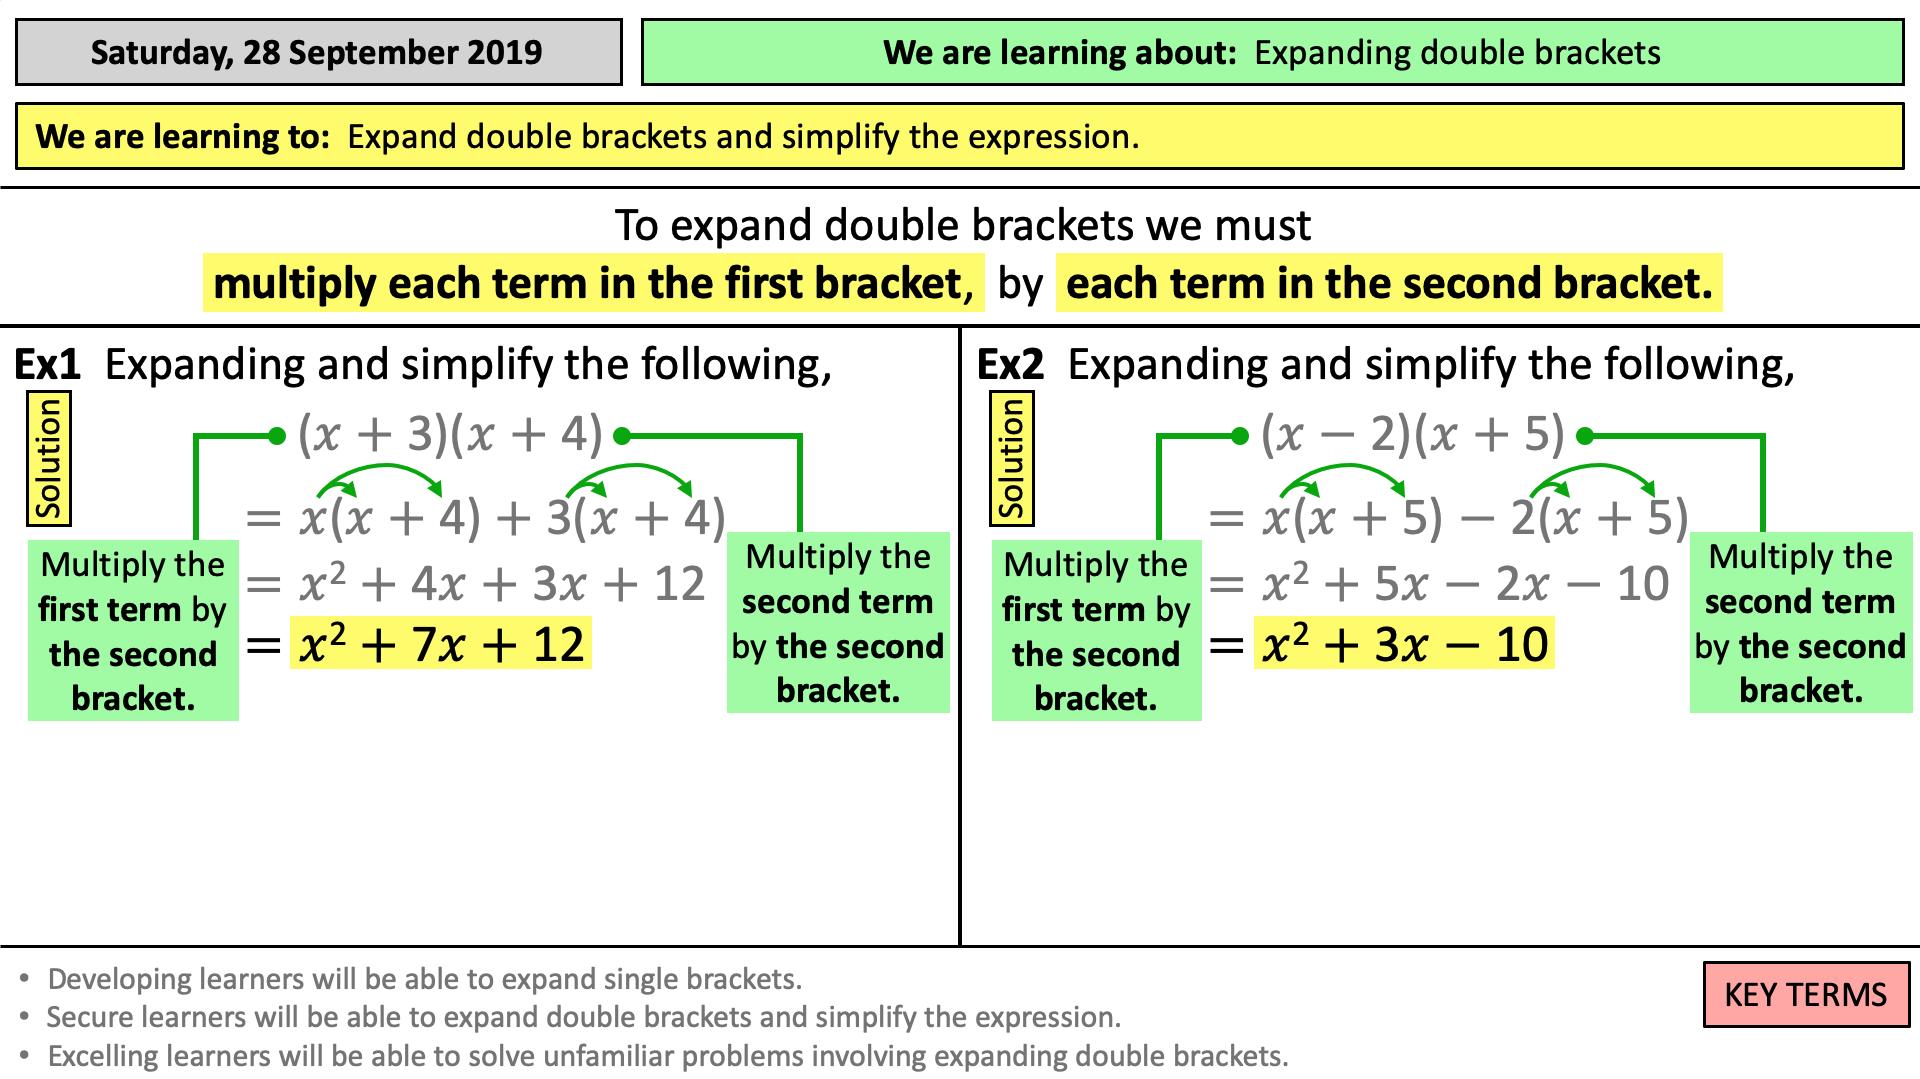 Saturday, 28 September 2019
We are learning about: Expanding double brackets
We are learning to: Expand double brackets and simplify the expression.
To expand double brackets we must
multiply each term in the first bracket, by each term in the second bracket.
Ex1 Expanding and simplify the following,
Solution
(x + 3)(x + 4)
= x(x + 4) + 3(x + 4)
= x² + 4x + 3x + 12
= x² + 7x + 12
Multiply the
first term by
the second
bracket.
Multiply the
second term
by the second
bracket.
Ex2 Expanding and simplify the following,
Solution
(x − 2)(x + 5)
= x(x + 5) − 2(x + 5)
= x² + 5x − 2x − 10
= x² + 3x − 10
Multiply the
first term by
the second
bracket.
Multiply the
second term
by the second
bracket.
• Developing learners will be able to expand single brackets.
• Secure learners will be able to expand double brackets and simplify the expression.
• Excelling learners will be able to solve unfamiliar problems involving expanding double brackets.
KEY TERMS